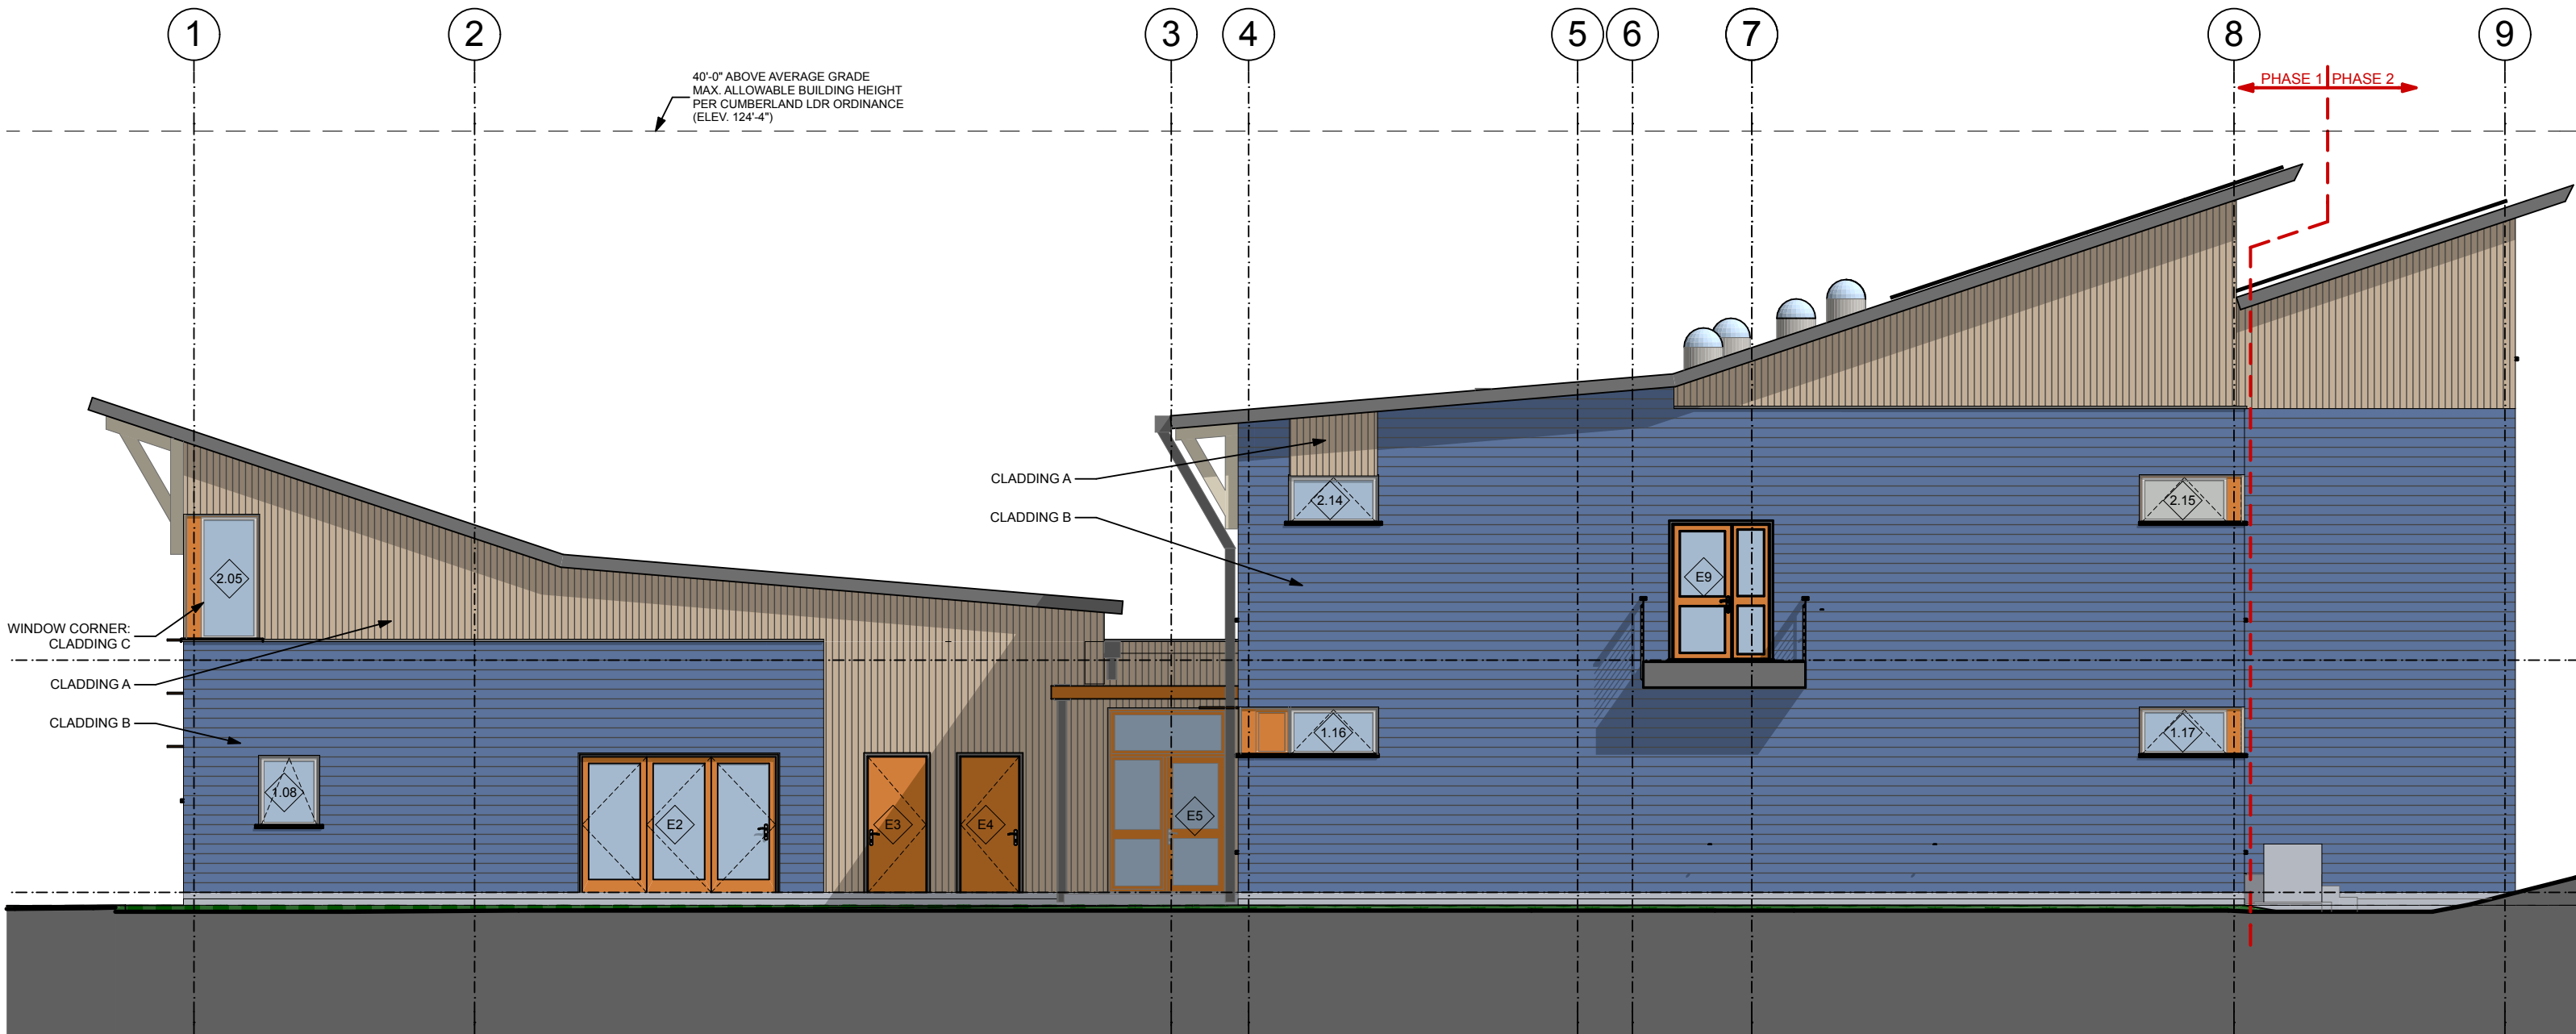 1
2
3
4
5
6
7
8
9
40'-0" ABOVE AVERAGE GRADE
MAX. ALLOWABLE BUILDING HEIGHT
PER CUMBERLAND LDR ORDINANCE
(ELEV. 124'-4")
PHASE 1
PHASE 2
CLADDING A
CLADDING B
2.14
2.15
E9
2.05
WINDOW CORNER:
CLADDING C
CLADDING A
CLADDING B
1.16
1.17
1.08
E2
E3
E4
E5